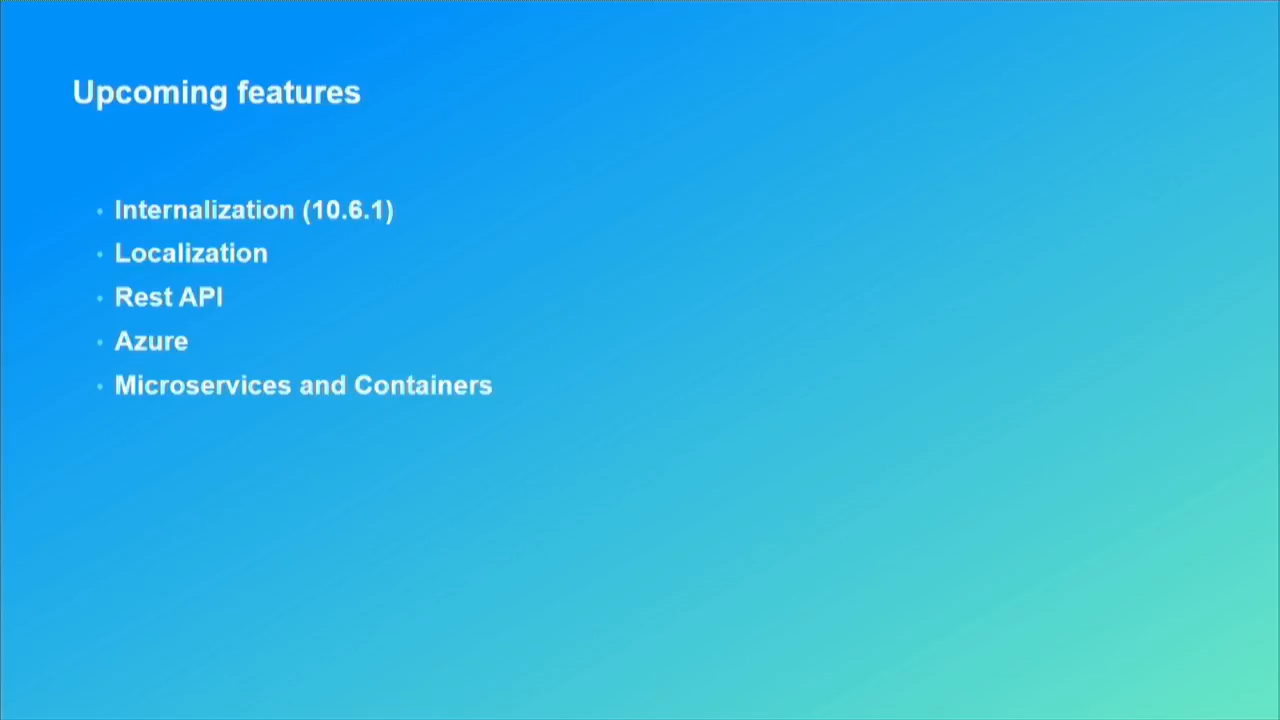 Upcoming features
• Internalization (10.6.1)
• Localization
• Rest API
• Azure
• Microservices and Containers